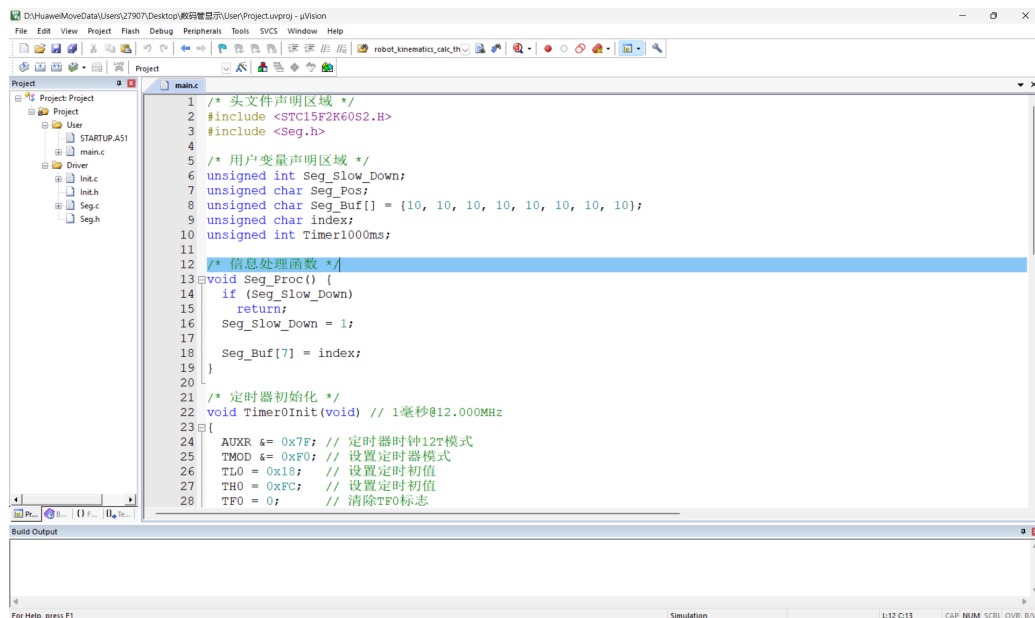 D:\HuaweiMoveData\Users\27907\Desktop\数码管显示\User\Project.uvproj - µVision
File Edit View Project Flash Debug Peripherals Tools SVCS Window Help
robot_kinematics_calc_th
Project
Project
main.c
Project: Project
Project
User
STARTUP.A51
main.c
Driver
Init.c
Init.h
Seg.c
Seg.h
1 /* 头文件声明区域 */
2 #include <STC15F2K60S2.H>
3 #include <Seg.h>
4
5 /* 用户变量声明区域 */
6 unsigned int Seg_Slow_Down;
7 unsigned char Seg_Pos;
8 unsigned char Seg_Buf[] = {10, 10, 10, 10, 10, 10, 10, 10};
9 unsigned char index;
10 unsigned int Timer1000ms;
11
12 /* 信息处理函数 */
13 void Seg_Proc() {
14 if (Seg_Slow_Down)
15 return;
16 Seg_Slow_Down = 1;
17
18 Seg_Buf[7] = index;
19 }
20
21 /* 定时器初始化 */
22 void Timer0Init(void) // 1毫秒@12.000MHz
23 {
24 AUXR &= 0x7F; // 定时器时钟12T模式
25 TMOD &= 0xF0; // 设置定时器模式
26 TL0 = 0x18; // 设置定时初值
27 TH0 = 0xFC; // 设置定时初值
28 TF0 = 0; // 清除TF0标志
Pr... B... {} F... 0. Te...
Build Output
For Help, press F1
Simulation
L:12 C:13
CAP NUM SCRL OVR R/W